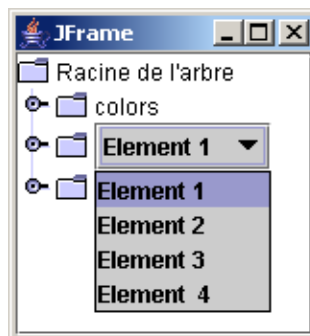 JFrame
Racine de l'arbre
colors
Element 1
Element 1
Element 2
Element 3
Element 4